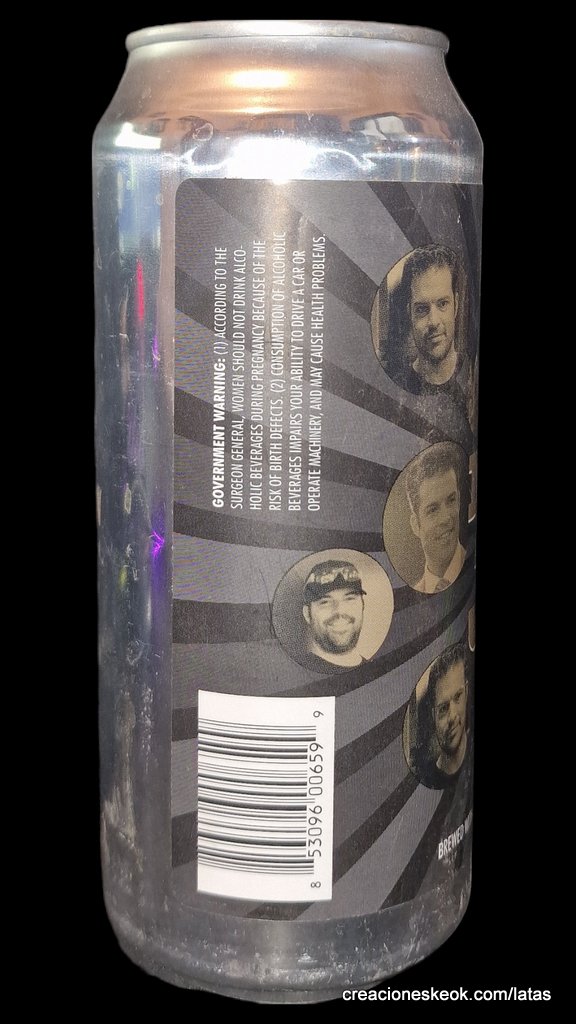 GOVERNMENT WARNING: (1) ACCORDING TO THE
SURGEON GENERAL, WOMEN SHOULD NOT DRINK ALCO-
HOLIC BEVERAGES DURING PREGNANCY BECAUSE OF THE
RISK OF BIRTH DEFECTS. (2) CONSUMPTION OF ALCOHOLIC
BEVERAGES IMPAIRS YOUR ABILITY TO DRIVE A CAR OR
OPERATE MACHINERY, AND MAY CAUSE HEALTH PROBLEMS.
8 53096 00659 9
BREWED
creacioneskeok.com/latas